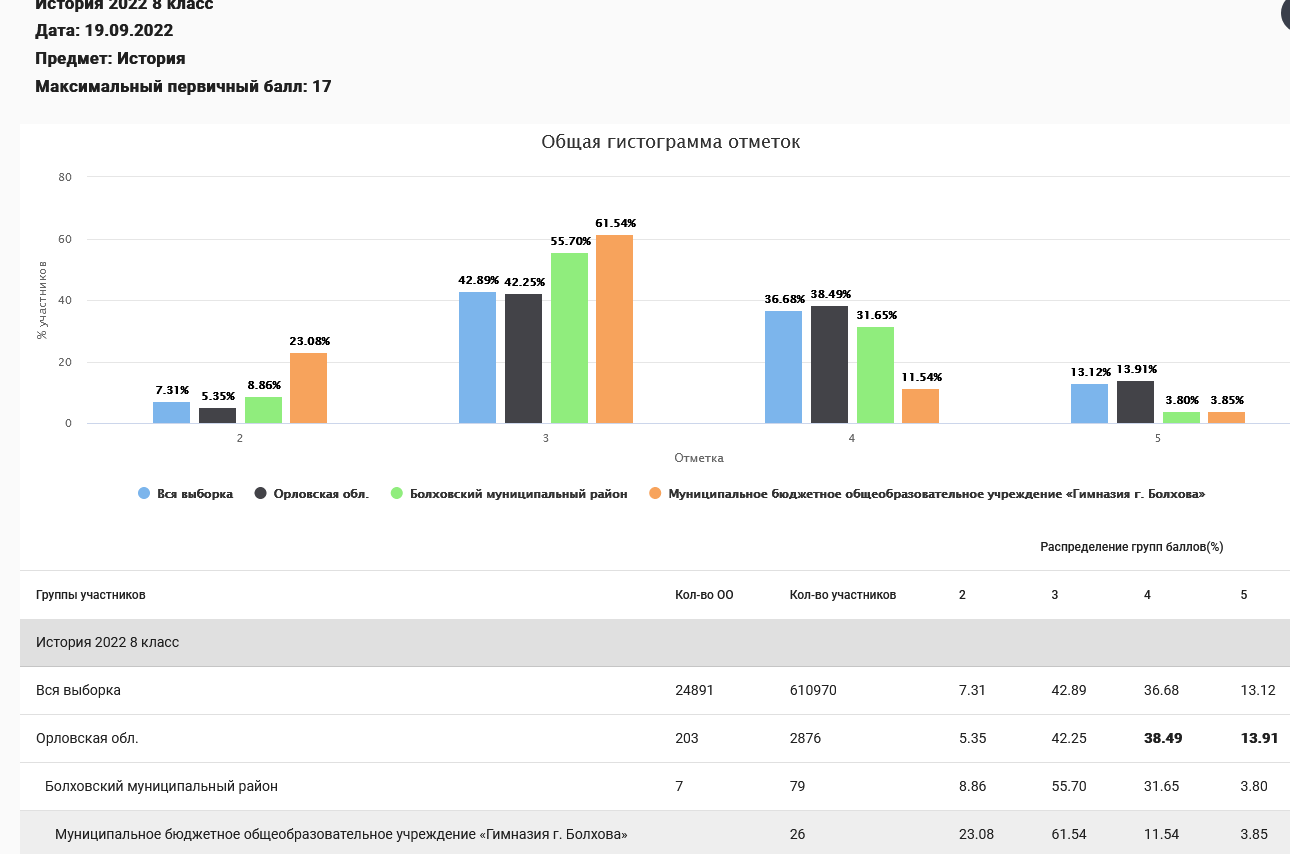 История 2022 8 класс
Дата: 19.09.2022
Предмет: История
Максимальный первичный балл: 17
Общая гистограмма отметок
% участников
80
60
40
20
0
7.31% 5.35% 8.86% 23.08%
42.89% 42.25% 55.70% 61.54%
36.68% 38.49% 31.65% 11.54%
13.12% 13.91% 3.80% 3.85%
2 3 4 5
Отметка
Вся выборка Орловская обл. Болховский муниципальный район Муниципальное бюджетное общеобразовательное учреждение «Гимназия г. Болхова»
Распределение групп баллов(%)
Группы участников Кол-во ОО Кол-во участников 2 3 4 5
История 2022 8 класс
Вся выборка 24891 610970 7.31 42.89 36.68 13.12
Орловская обл. 203 2876 5.35 42.25 38.49 13.91
Болховский муниципальный район 7 79 8.86 55.70 31.65 3.80
Муниципальное бюджетное общеобразовательное учреждение «Гимназия г. Болхова» 26 23.08 61.54 11.54 3.85